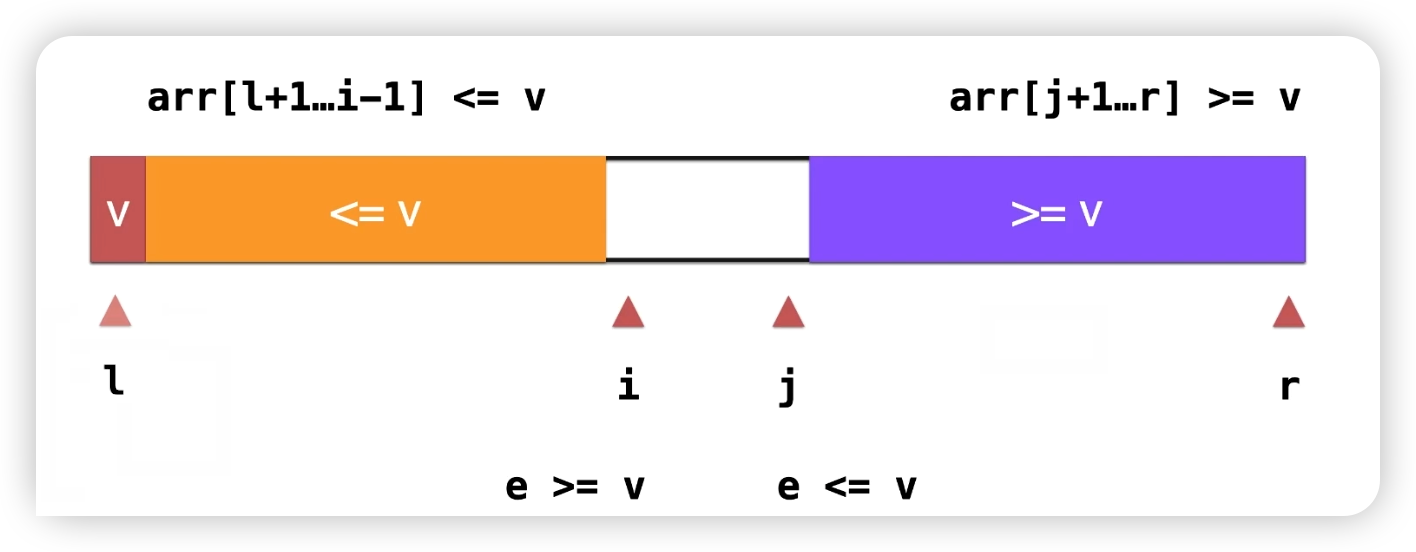 arr[l+1…i-1] <= v arr[j+1…r] >= v
v <= v >= v
l i j r
e >= v e <= v